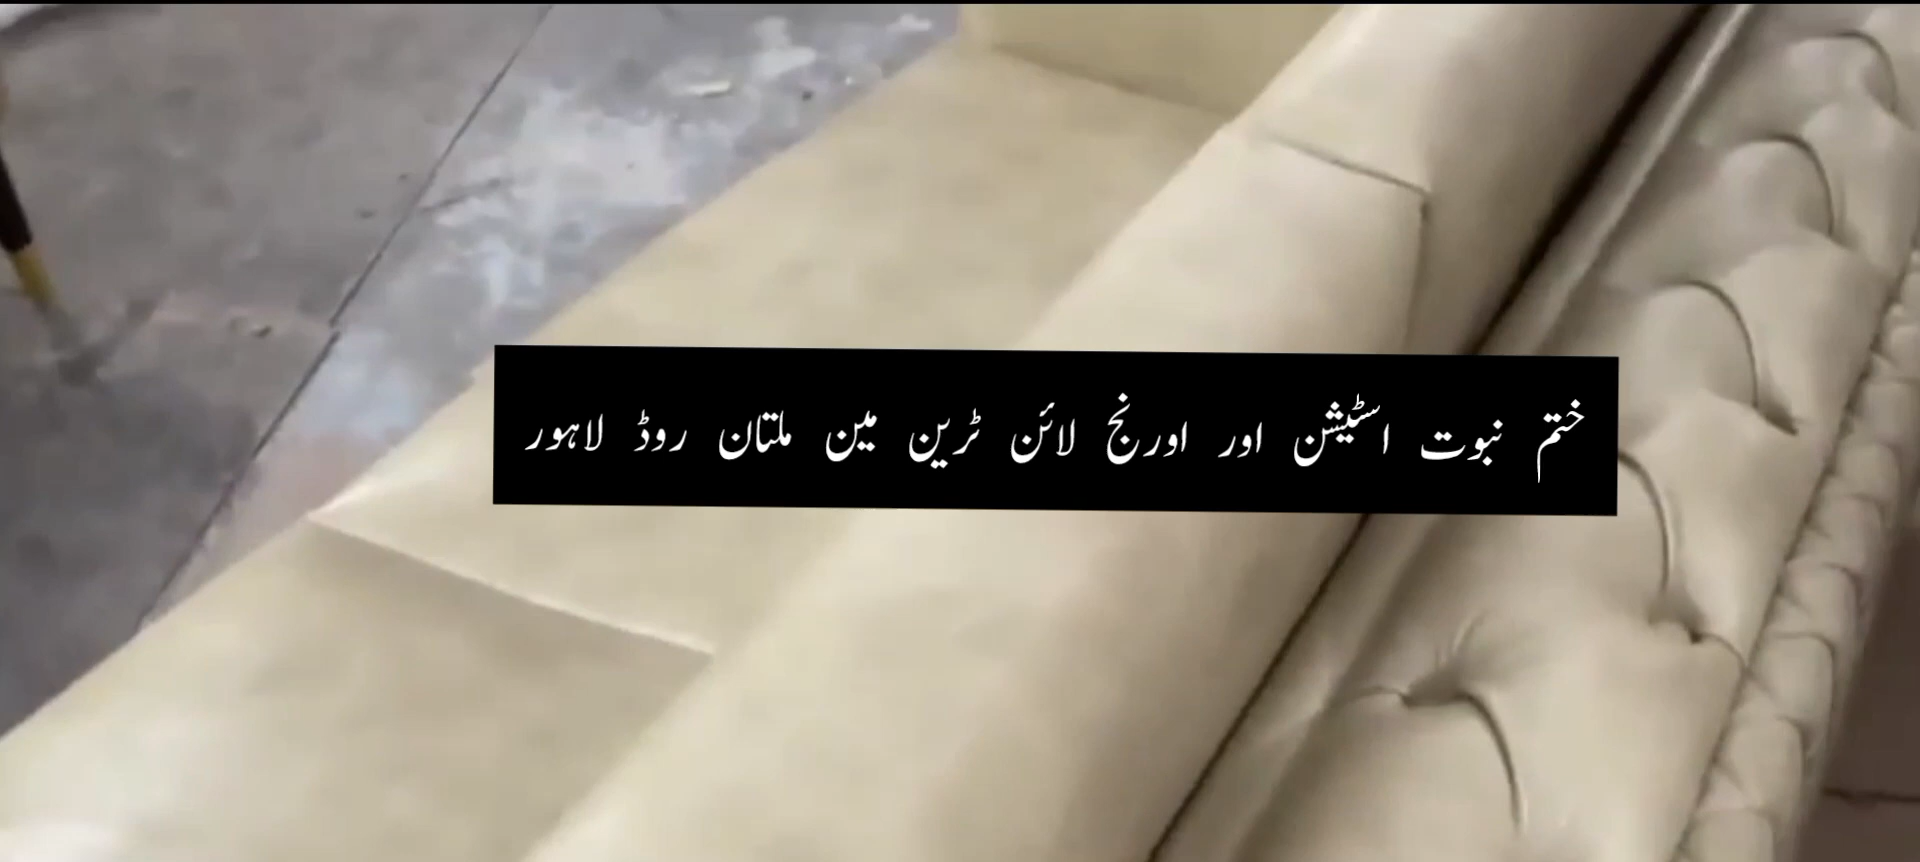 ختم نبوت اسٹیشن اور اورنج لائن ٹرین مین ملتان روڈ لاہور